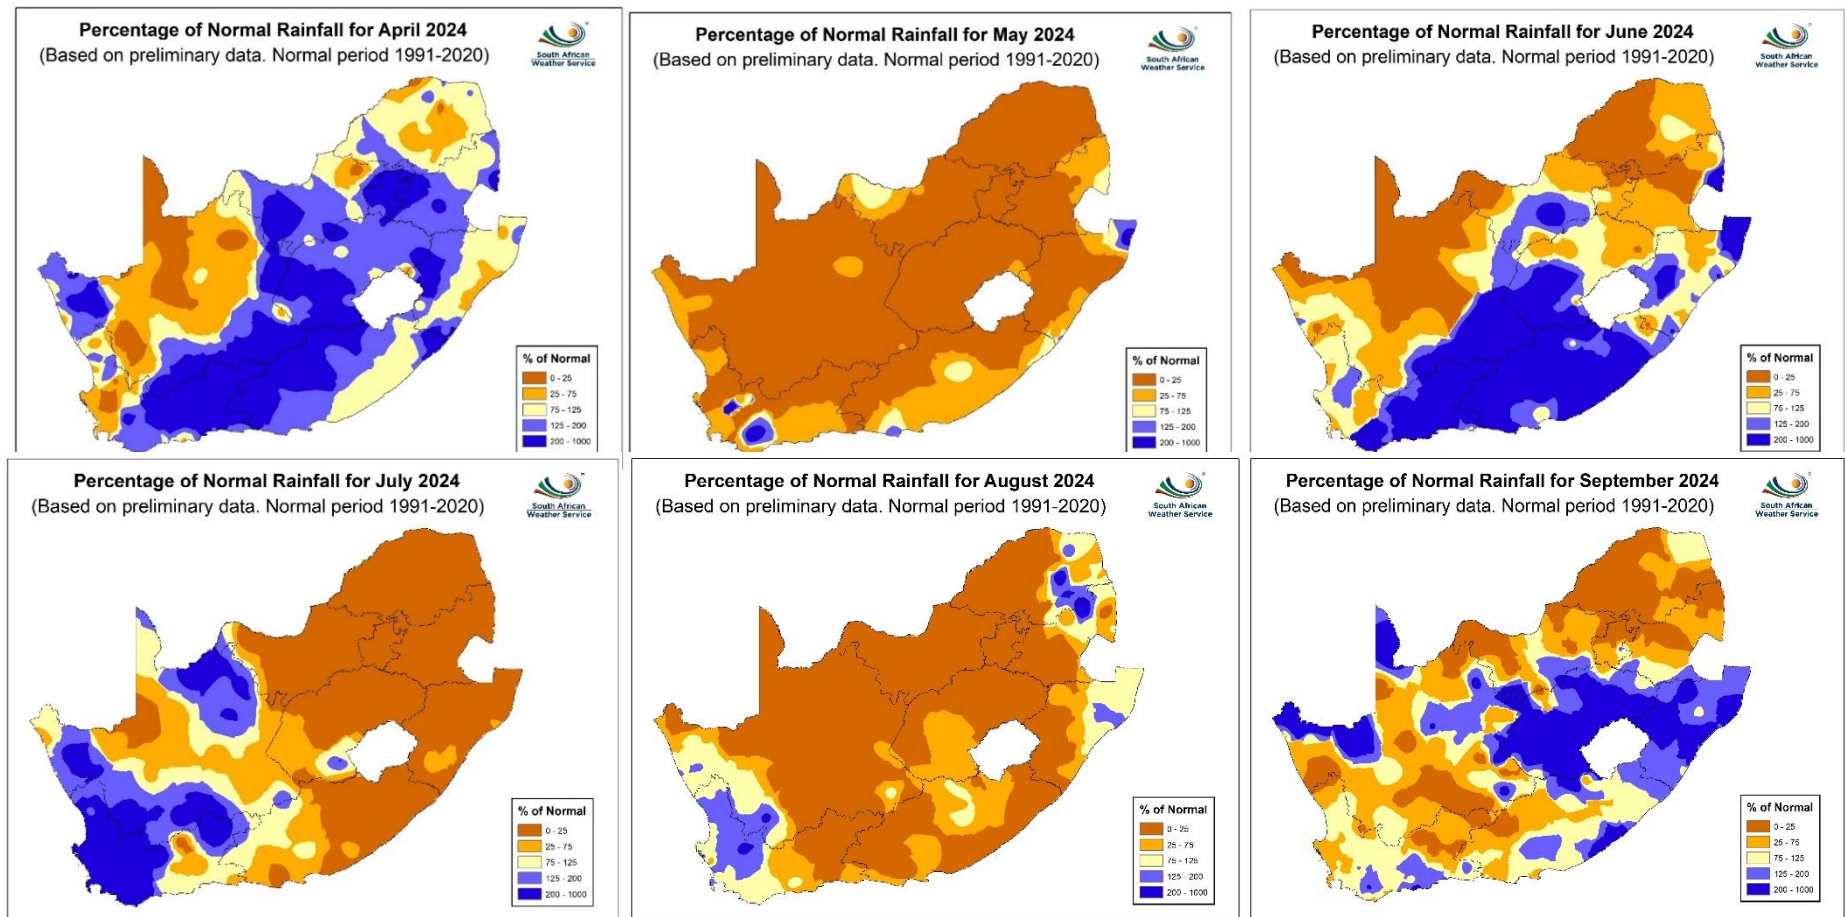 Percentage of Normal Rainfall for April 2024
(Based on preliminary data. Normal period 1991-2020)
South African
Weather Service
% of Normal
0 - 25
25 - 75
75 - 125
125 - 200
200 - 1000
Percentage of Normal Rainfall for May 2024
(Based on preliminary data. Normal period 1991-2020)
South African
Weather Service
% of Normal
0 - 25
25 - 75
75 - 125
125 - 200
200 - 1000
Percentage of Normal Rainfall for June 2024
(Based on preliminary data. Normal period 1991-2020)
South African
Weather Service
% of Normal
0 - 25
25 - 75
75 - 125
125 - 200
200 - 1000
Percentage of Normal Rainfall for July 2024
(Based on preliminary data. Normal period 1991-2020)
South African
Weather Service
% of Normal
0 - 25
25 - 75
75 - 125
125 - 200
200 - 1000
Percentage of Normal Rainfall for August 2024
(Based on preliminary data. Normal period 1991-2020)
South African
Weather Service
% of Normal
0 - 25
25 - 75
75 - 125
125 - 200
200 - 1000
Percentage of Normal Rainfall for September 2024
(Based on preliminary data. Normal period 1991-2020)
South African
Weather Service
% of Normal
0 - 25
25 - 75
75 - 125
125 - 200
200 - 1000